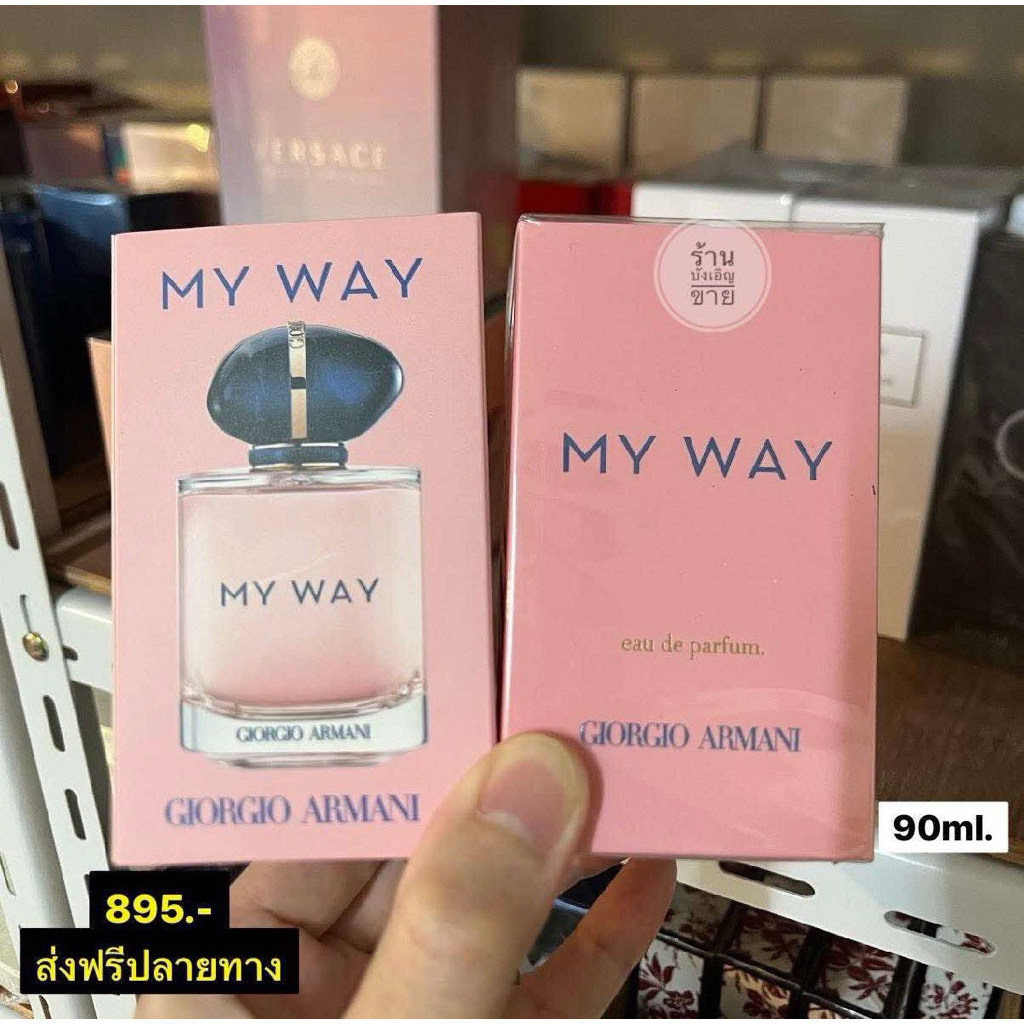 VERSACE
MY WAY
GIO
MY WAY
GIORGIO ARMANI
GIORGIO ARMANI
ร้าน
บังเอิญ
ขาย
MY WAY
eau de parfum.
GIORGIO ARMANI
90ml.
895.-
ส่งฟรีปลายทาง